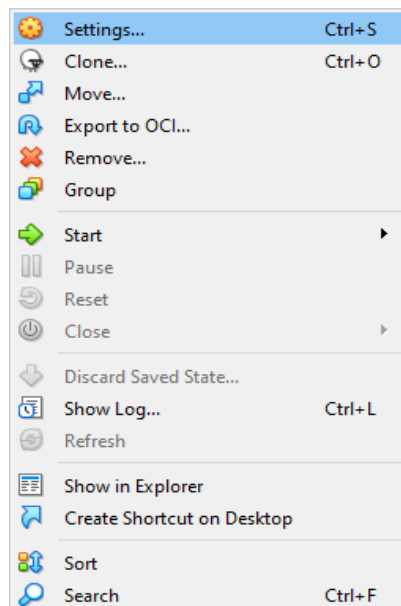 Settings... Ctrl+S
Clone... Ctrl+O
Move...
Export to OCI...
Remove...
Group
Start
Pause
Reset
Close
Discard Saved State...
Show Log... Ctrl+L
Refresh
Show in Explorer
Create Shortcut on Desktop
Sort
Search Ctrl+F